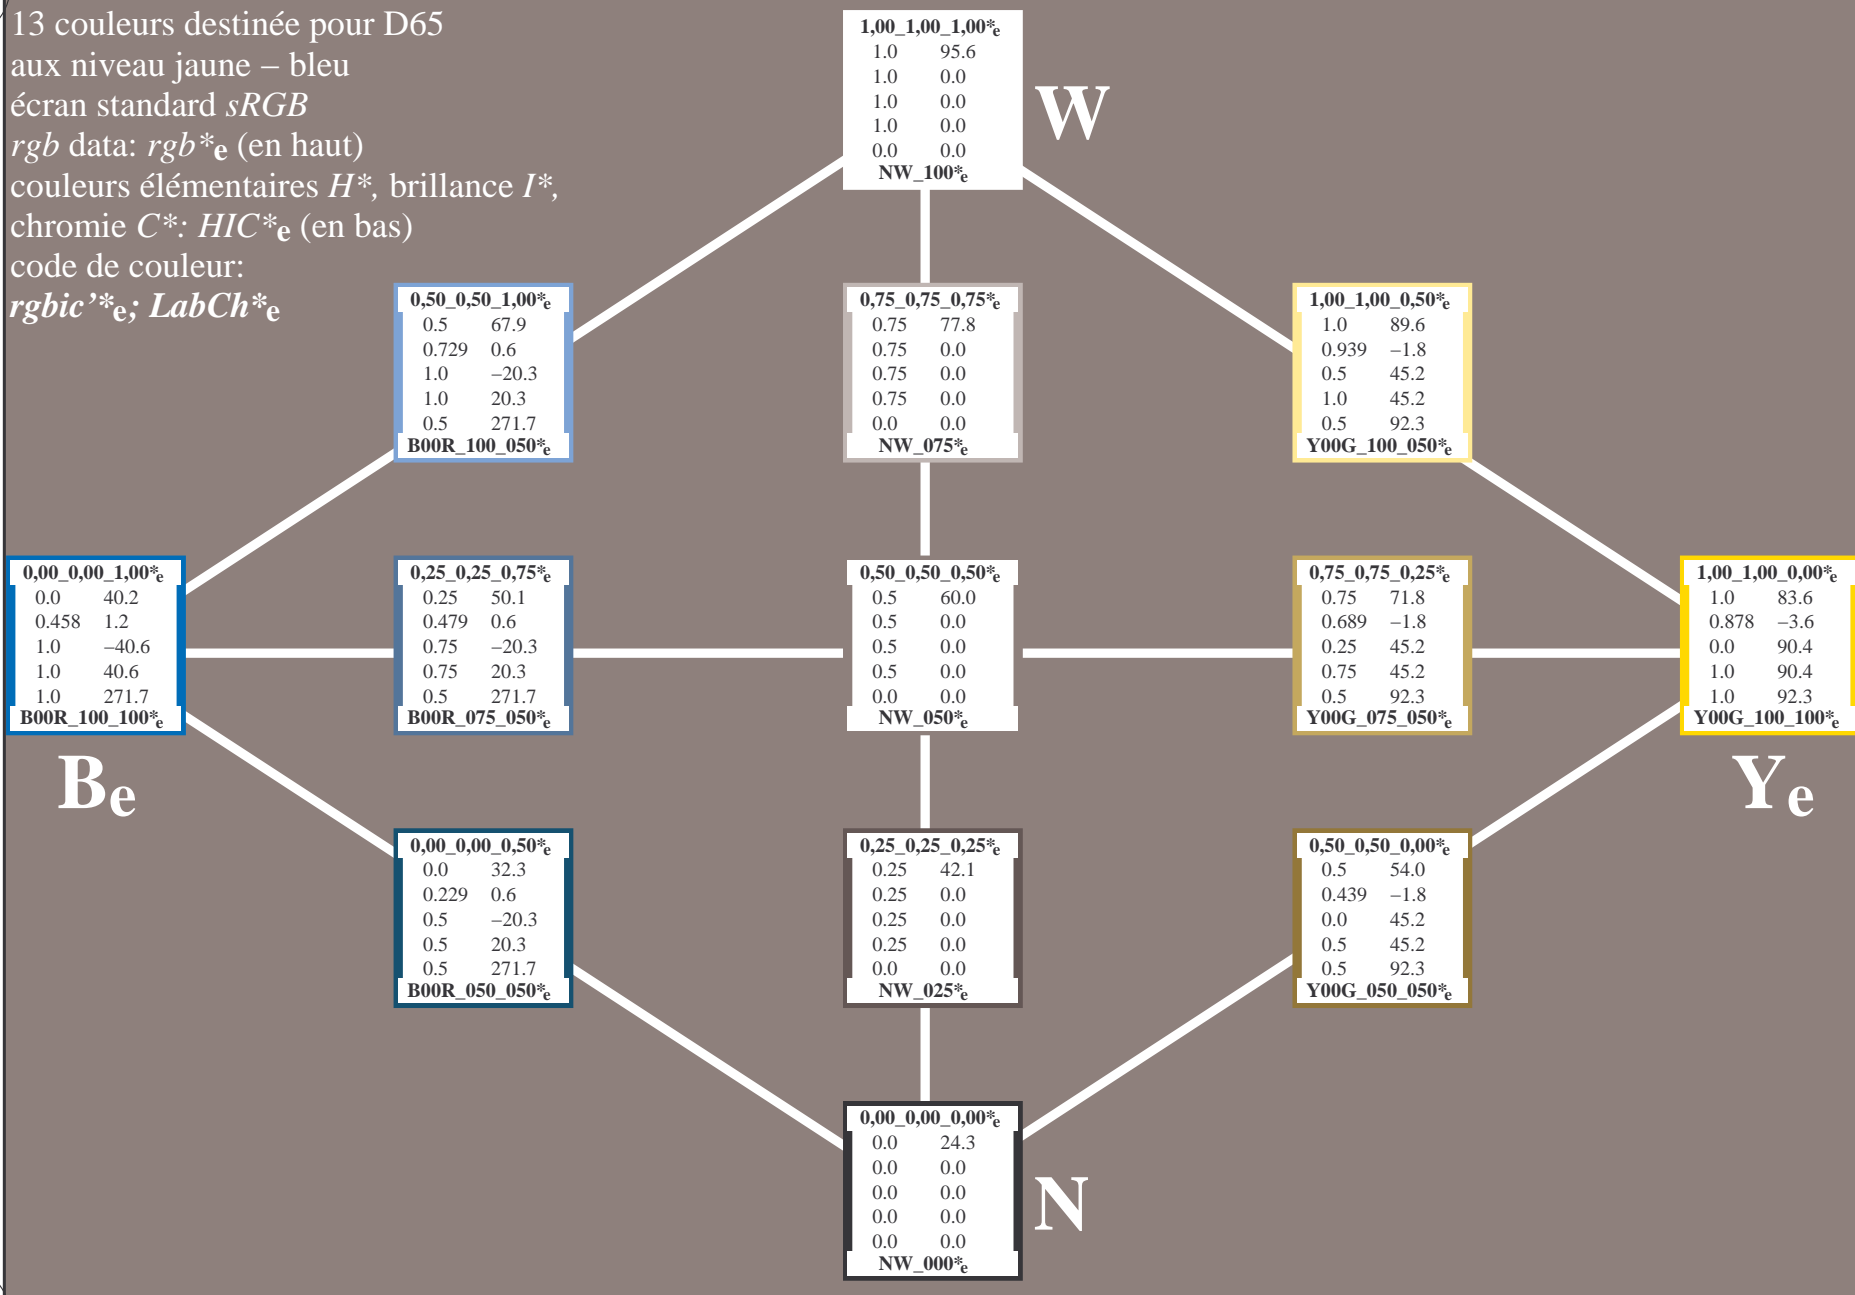 13 couleurs destinée pour D65
aux niveau jaune – bleu
écran standard sRGB
rgb data: rgb*e (en haut)
couleurs élémentaires H*, brillance I*,
chromie C*: HIC*e (en bas)
code de couleur:
rgbic’*e; LabCh*e
1,00_1,00_1,00*e
1.0 95.6
1.0 0.0
1.0 0.0
1.0 0.0
0.0 0.0
NW_100*e
W
0,50_0,50_1,00*e
0.5 67.9
0.729 0.6
1.0 –20.3
1.0 20.3
0.5 271.7
B00R_100_050*e
0,75_0,75_0,75*e
0.75 77.8
0.75 0.0
0.75 0.0
0.75 0.0
0.0 0.0
NW_075*e
1,00_1,00_0,50*e
1.0 89.6
0.939 –1.8
0.5 45.2
1.0 45.2
0.5 92.3
Y00G_100_050*e
0,00_0,00_1,00*e
0.0 40.2
0.458 1.2
1.0 –40.6
1.0 40.6
1.0 271.7
B00R_100_100*e
Be
0,25_0,25_0,75*e
0.25 50.1
0.479 0.6
0.75 –20.3
0.75 20.3
0.5 271.7
B00R_075_050*e
0,50_0,50_0,50*e
0.5 60.0
0.5 0.0
0.5 0.0
0.5 0.0
0.0 0.0
NW_050*e
0,75_0,75_0,25*e
0.75 71.8
0.689 –1.8
0.25 45.2
0.75 45.2
0.5 92.3
Y00G_075_050*e
1,00_1,00_0,00*e
1.0 83.6
0.878 –3.6
0.0 90.4
1.0 90.4
1.0 92.3
Y00G_100_100*e
Ye
0,00_0,00_0,50*e
0.0 32.3
0.229 0.6
0.5 –20.3
0.5 20.3
0.5 271.7
B00R_050_050*e
0,25_0,25_0,25*e
0.25 42.1
0.25 0.0
0.25 0.0
0.25 0.0
0.0 0.0
NW_025*e
0,50_0,50_0,00*e
0.5 54.0
0.439 –1.8
0.0 45.2
0.5 45.2
0.5 92.3
Y00G_050_050*e
0,00_0,00_0,00*e
0.0 24.3
0.0 0.0
0.0 0.0
0.0 0.0
0.0 0.0
NW_000*e
N